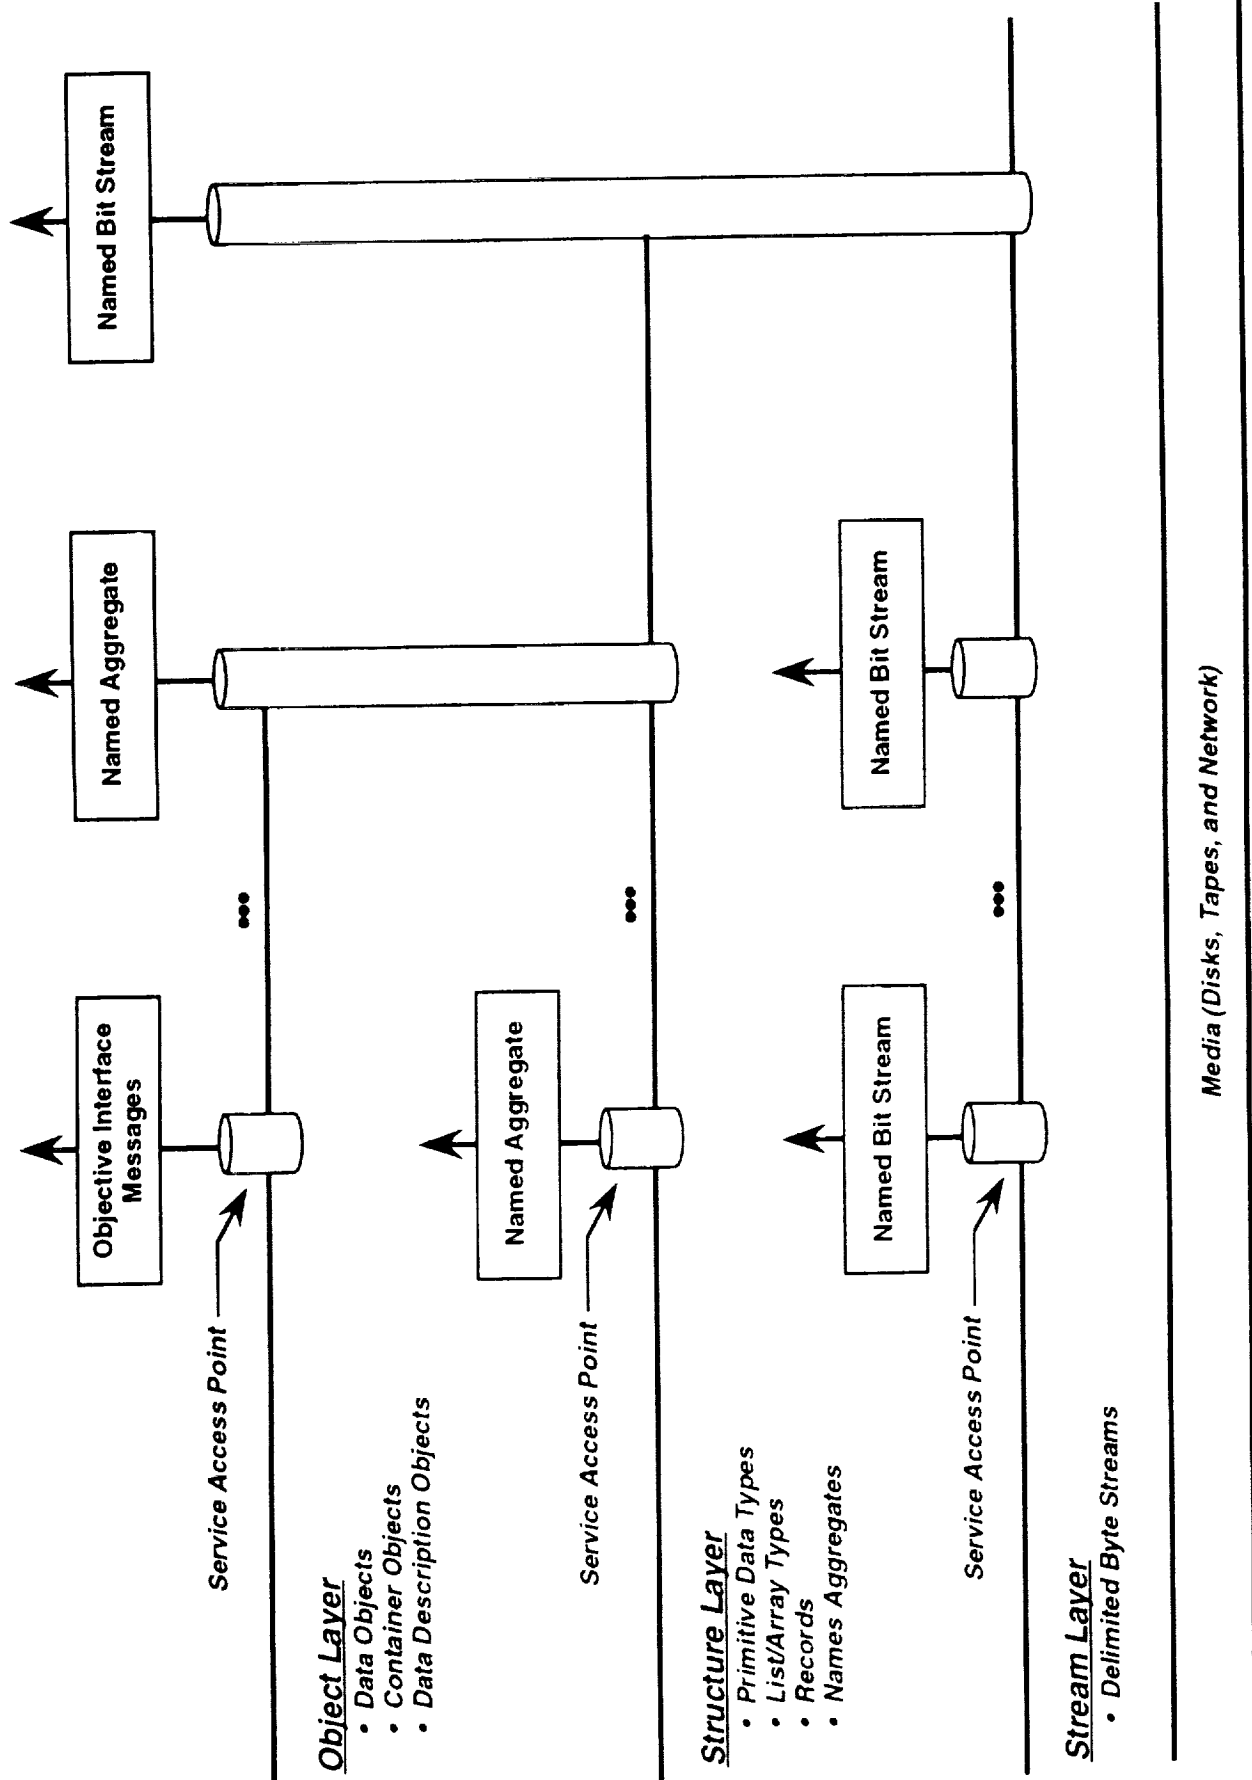 Objective Interface
Messages
Named Aggregate
Named Bit Stream
Service Access Point
•••
Object Layer
• Data Objects
• Container Objects
• Data Description Objects
Named Aggregate
Service Access Point
•••
Structure Layer
• Primitive Data Types
• List/Array Types
• Records
• Names Aggregates
Named Bit Stream
Named Bit Stream
Service Access Point
•••
Stream Layer
• Delimited Byte Streams
Media (Disks, Tapes, and Network)